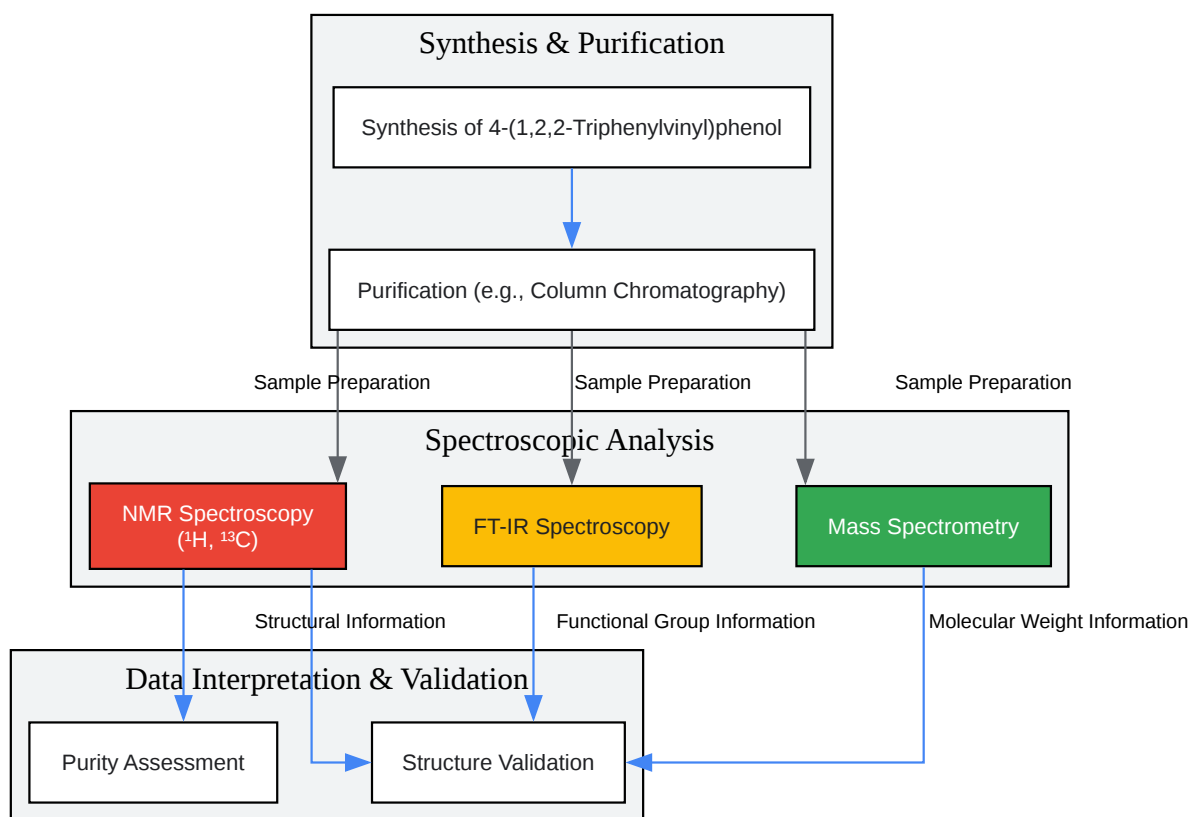 Synthesis & Purification
Synthesis of 4-(1,2,2-Triphenylvinyl)phenol
Purification (e.g., Column Chromatography)
Sample Preparation
Sample Preparation
Sample Preparation
Spectroscopic Analysis
NMR Spectroscopy
(¹H, ¹³C)
FT-IR Spectroscopy
Mass Spectrometry
Structural Information
Functional Group Information
Molecular Weight Information
Data Interpretation & Validation
Purity Assessment
Structure Validation